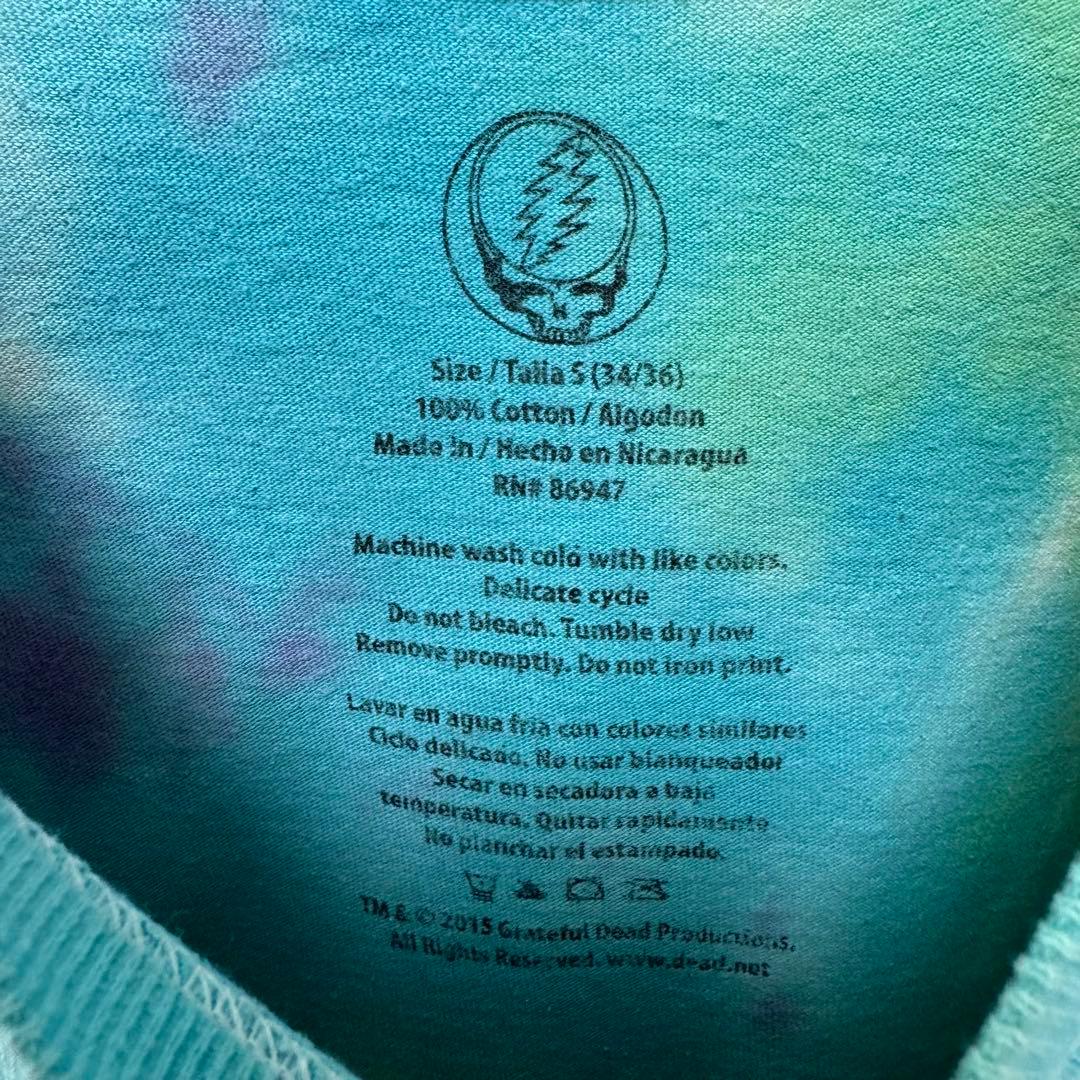 Size / Talla S (34/36)
100% Cotton / Algodon
Made in / Hecho en Nicaragua
RN# 86947
Machine wash cold with like colors.
Delicate cycle
Do not bleach. Tumble dry low
Remove promptly. Do not iron print.
Lavar en agua fria con colores similares
Ciclo delicado. No usar blanqueador
Secar en secadora a baja
temperatura. Quitar rapidamente
No planchar el estampado.
TM & © 2015 Grateful Dead Productions.
All Rights Reserved. www.dead.net